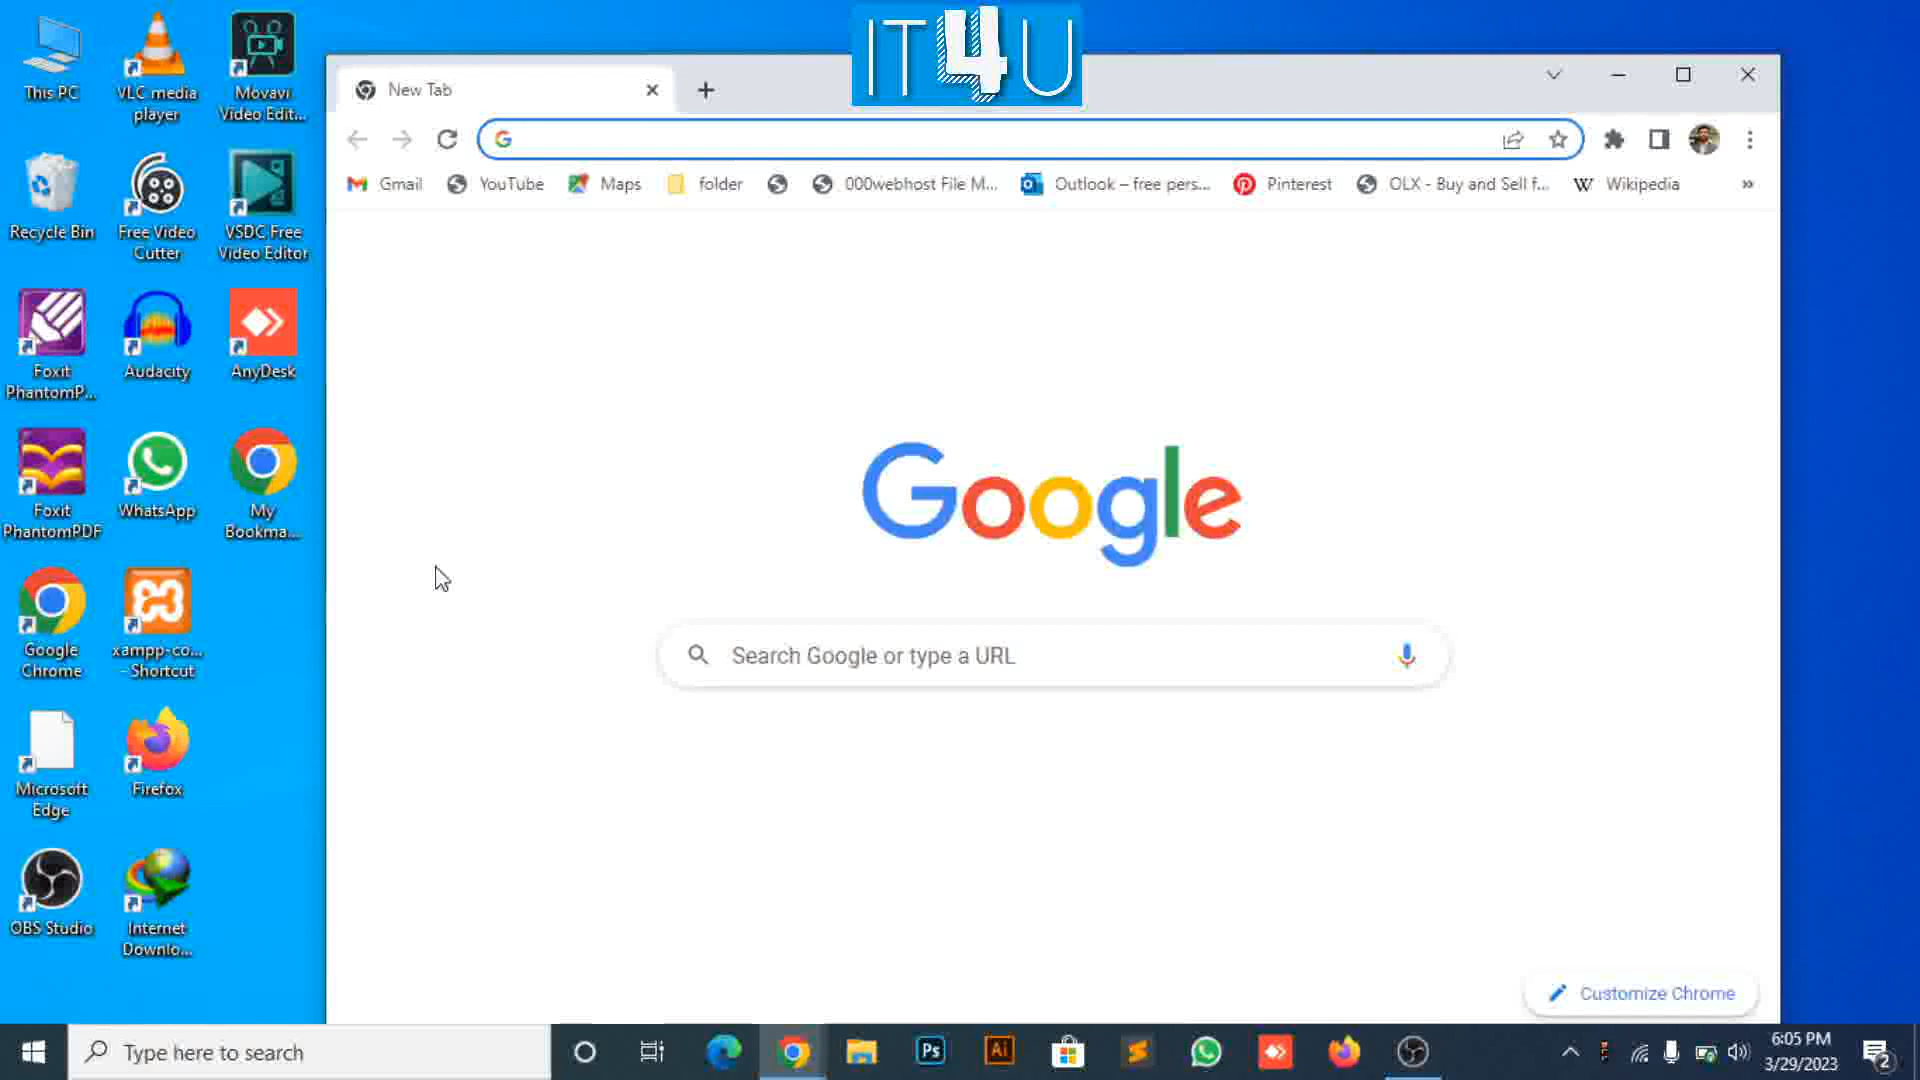 IT4U
This PC
VLC media
player
Movavi
Video Edit...
Recycle Bin
Free Video
Cutter
VSDC Free
Video Editor
Foxit
PhantomP...
Audacity
AnyDesk
Foxit
PhantomPDF
WhatsApp
My
Bookma...
Google
Chrome
xampp-co...
- Shortcut
Microsoft
Edge
Firefox
OBS Studio
Internet
Downlo...
New Tab
Gmail
YouTube
Maps
folder
000webhost File M...
Outlook – free pers...
Pinterest
OLX - Buy and Sell f...
W Wikipedia
»
Google
Search Google or type a URL
Customize Chrome
Type here to search
Ps
Ai
6:05 PM
3/29/2023
2